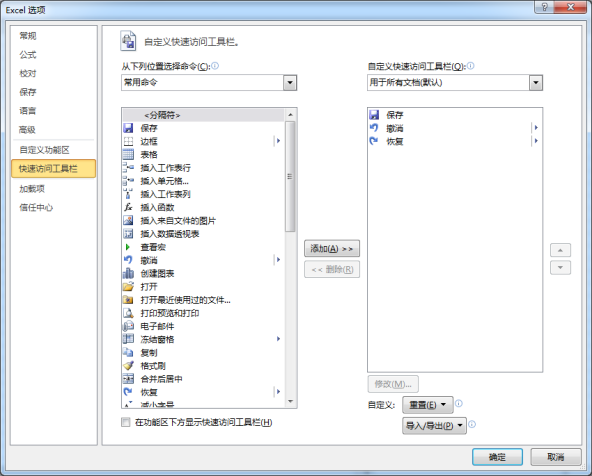 Excel 选项
常规
公式
校对
保存
语言
高级
自定义功能区
快速访问工具栏
加载项
信任中心
自定义快速访问工具栏。
从下列位置选择命令(C):
常用命令
<分隔符>
保存
边框
表格
插入工作表行
插入单元格...
插入工作表列
插入函数
插入来自文件的图片
插入数据透视表
查看宏
撤消
创建图表
打开
打开最近使用过的文件...
打印预览和打印
电子邮件
冻结窗格
复制
格式刷
合并后居中
恢复
减小字号
在功能区下方显示快速访问工具栏(H)
添加(A) >>
<< 删除(R)
自定义快速访问工具栏(Q):
用于所有文档(默认)
保存
撤消
恢复
修改(M)...
自定义:
重置(E)
导入/导出(P)
确定
取消